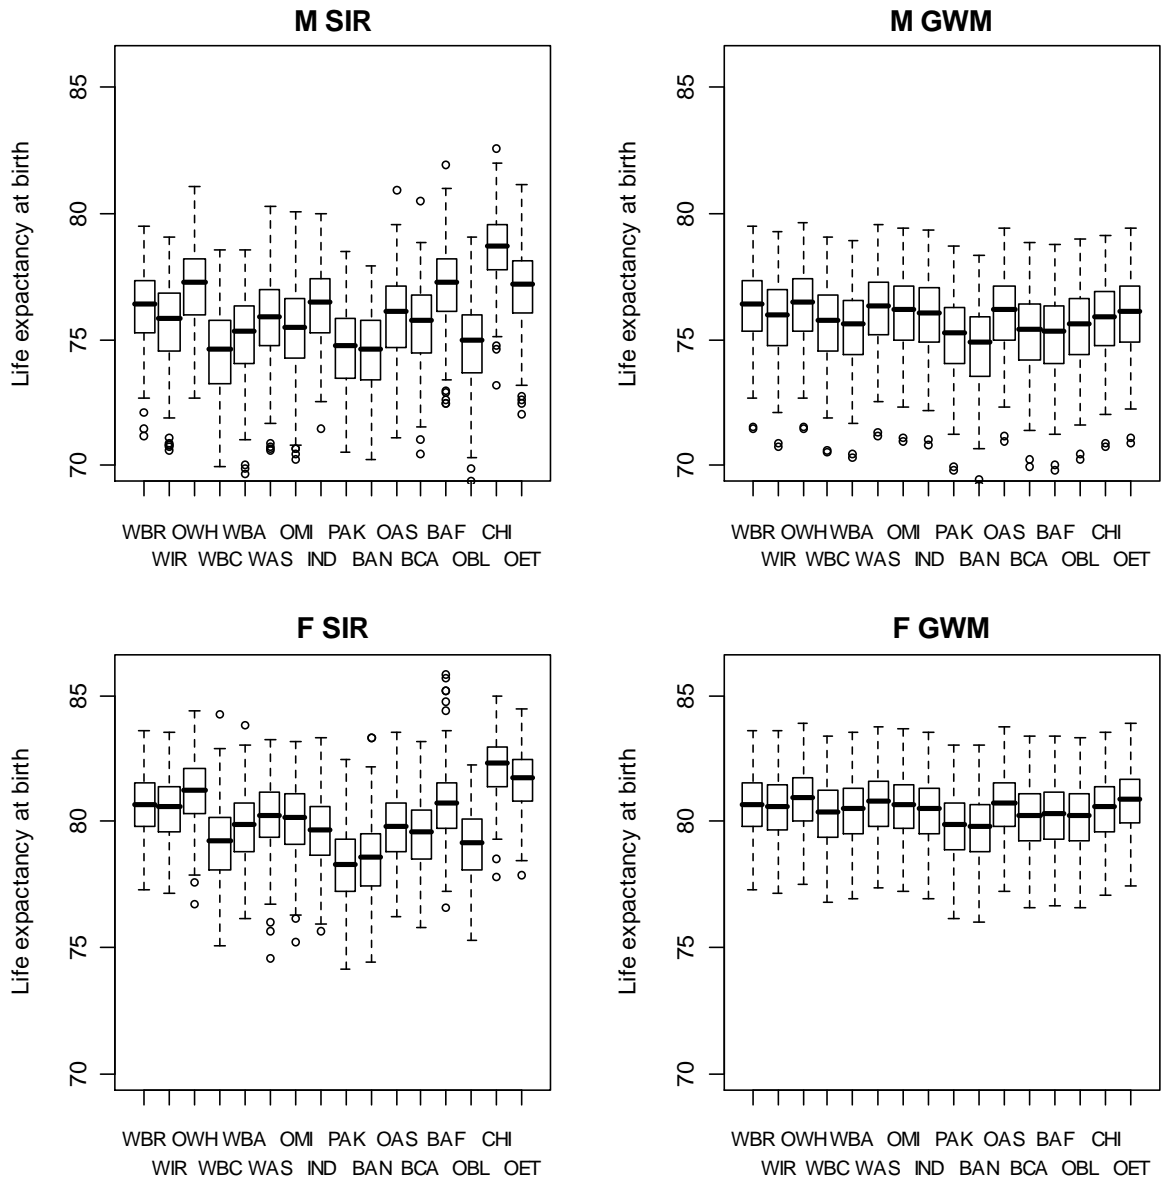 M SIR
M GWM
Life expactancy at birth
85
80
75
70
Life expactancy at birth
85
80
75
70
WBR OWH WBA OMI PAK OAS BAF CHI
WIR WBC WAS IND BAN BCA OBL OET
WBR OWH WBA OMI PAK OAS BAF CHI
WIR WBC WAS IND BAN BCA OBL OET
F SIR
F GWM
Life expactancy at birth
85
80
75
70
Life expactancy at birth
85
80
75
70
WBR OWH WBA OMI PAK OAS BAF CHI
WIR WBC WAS IND BAN BCA OBL OET
WBR OWH WBA OMI PAK OAS BAF CHI
WIR WBC WAS IND BAN BCA OBL OET